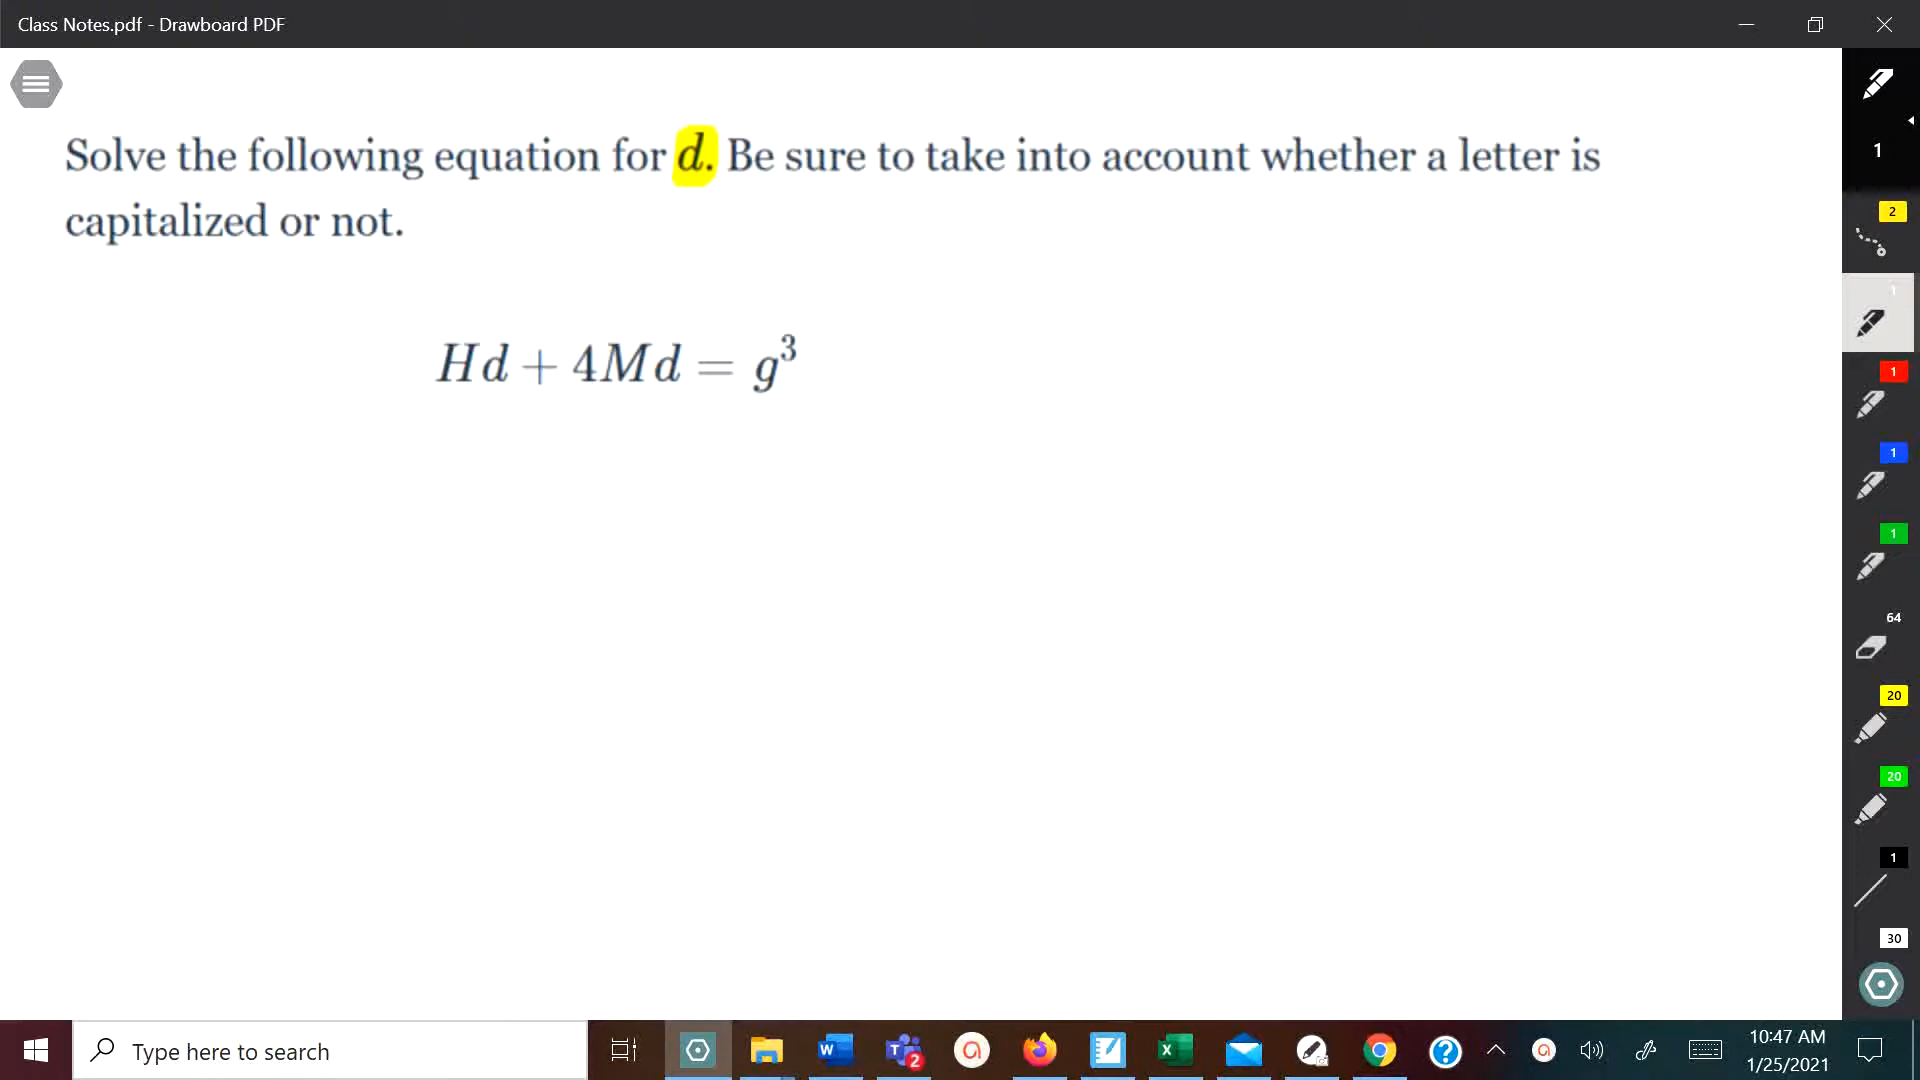 Class Notes.pdf - Drawboard PDF
Solve the following equation for d. Be sure to take into account whether a letter is
capitalized or not.
Hd + 4Md = g³
1
2
1
1
1
1
64
20
20
1
30
Type here to search
2
10:47 AM
1/25/2021